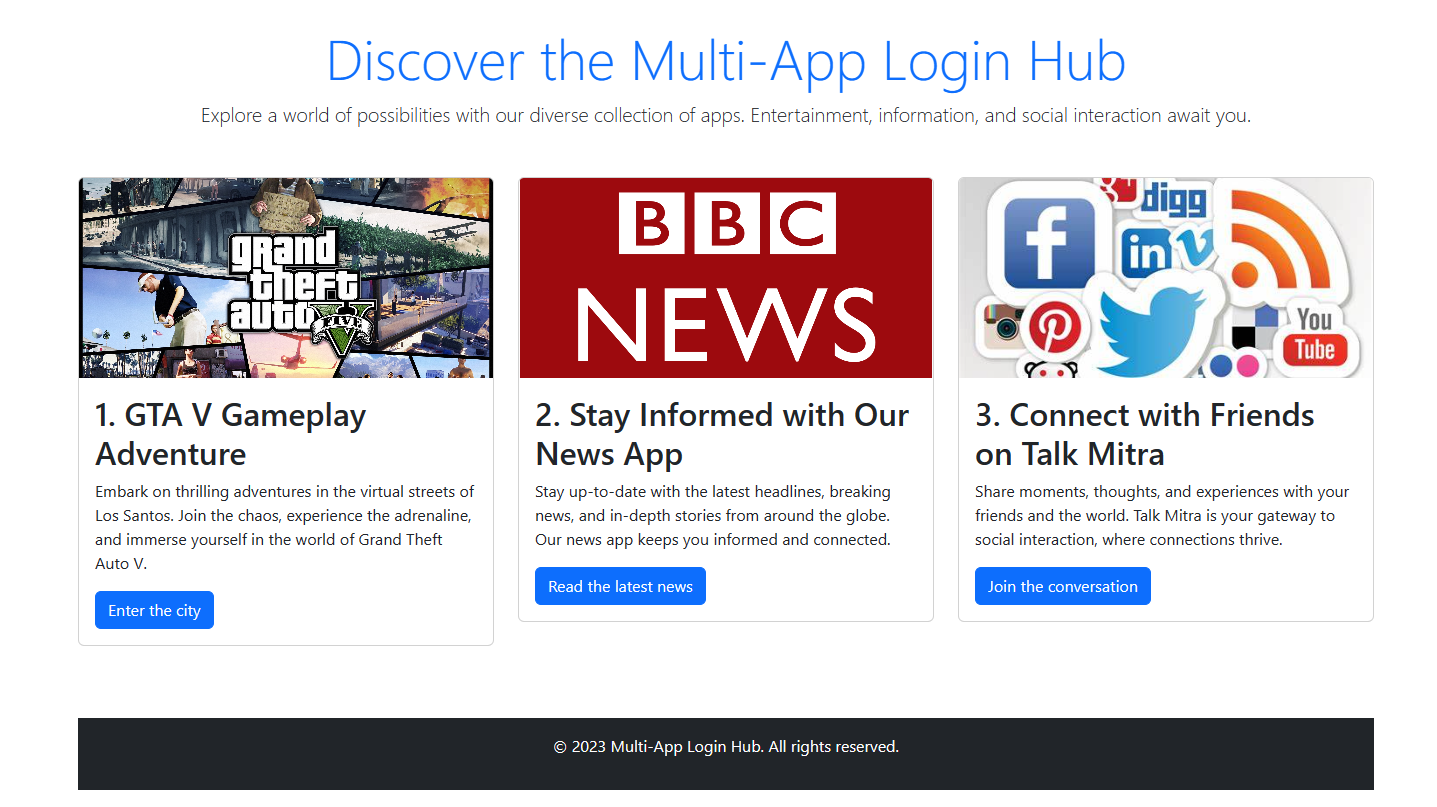 Discover the Multi-App Login Hub
Explore a world of possibilities with our diverse collection of apps. Entertainment, information, and social interaction await you.
grand
theft
auto V
FIVE
1. GTA V Gameplay
Adventure
Embark on thrilling adventures in the virtual streets of
Los Santos. Join the chaos, experience the adrenaline,
and immerse yourself in the world of Grand Theft
Auto V.
Enter the city
BBC
NEWS
2. Stay Informed with Our
News App
Stay up-to-date with the latest headlines, breaking
news, and in-depth stories from around the globe.
Our news app keeps you informed and connected.
Read the latest news
digg
f
in
You
Tube
3. Connect with Friends
on Talk Mitra
Share moments, thoughts, and experiences with your
friends and the world. Talk Mitra is your gateway to
social interaction, where connections thrive.
Join the conversation
© 2023 Multi-App Login Hub. All rights reserved.